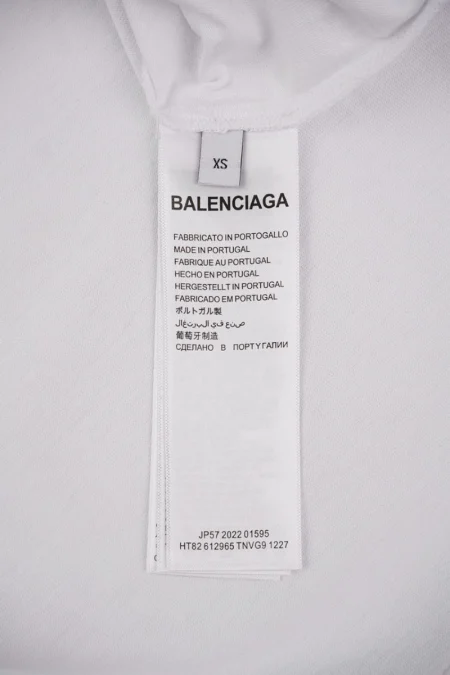 XS
BALENCIAGA
FABBRICATO IN PORTOGALLO
MADE IN PORTUGAL
FABRIQUE AU PORTUGAL
HECHO EN PORTUGAL
HERGESTELLT IN PORTUGAL
FABRICADO EM PORTUGAL
ポルトガル製
صنع في البرتغال
葡萄牙制造
СДЕЛАНО В ПОРТУГАЛИИ
JP57 2022 01595
HT82 612965 TNVG9 1227